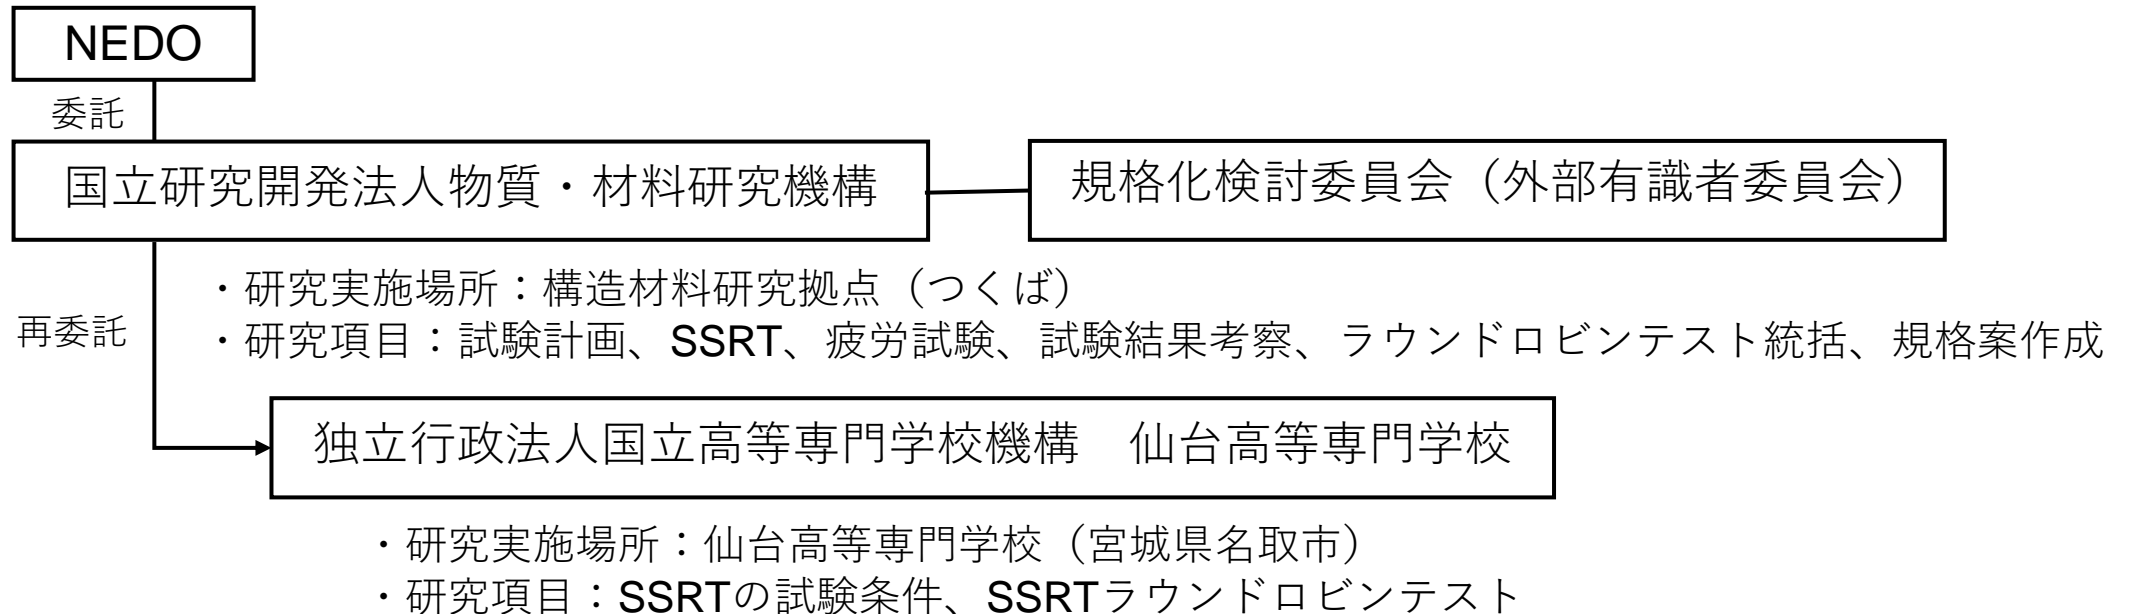 NEDO
委託
国立研究開発法人物質・材料研究機構
規格化検討委員会（外部有識者委員会）
・研究実施場所：構造材料研究拠点（つくば）
再委託
・研究項目：試験計画、SSRT、疲労試験、試験結果考察、ラウンドロビンテスト統括、規格案作成
独立行政法人国立高等専門学校機構　仙台高等専門学校
・研究実施場所：仙台高等専門学校（宮城県名取市）
・研究項目：SSRTの試験条件、SSRTラウンドロビンテスト